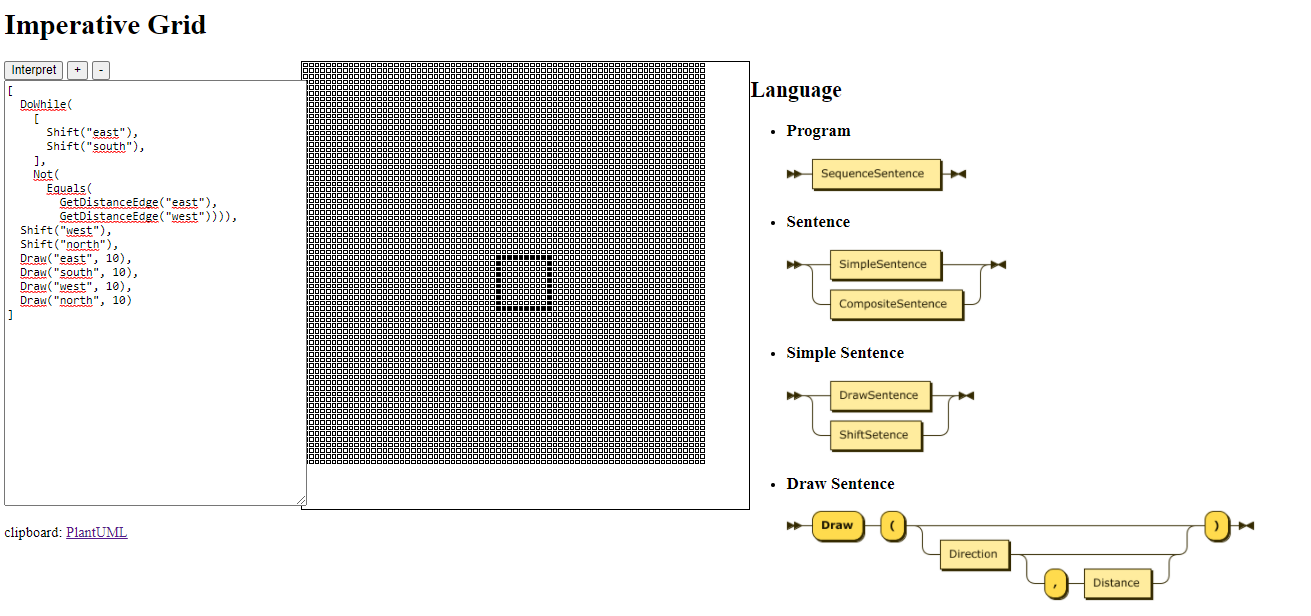 Imperative Grid
Interpret + -
[
  DoWhile(
    [
      Shift("east"),
      Shift("south"),
    ],
    Not(
      Equals(
        GetDistanceEdge("east"),
        GetDistanceEdge("west")))),
  Shift("west"),
  Shift("north"),
  Draw("east", 10),
  Draw("south", 10),
  Draw("west", 10),
  Draw("north", 10)
]
clipboard: PlantUML
Language
• Program
SequenceSentence
• Sentence
SimpleSentence
CompositeSentence
• Simple Sentence
DrawSentence
ShiftSetence
• Draw Sentence
Draw ( )
Direction
, Distance